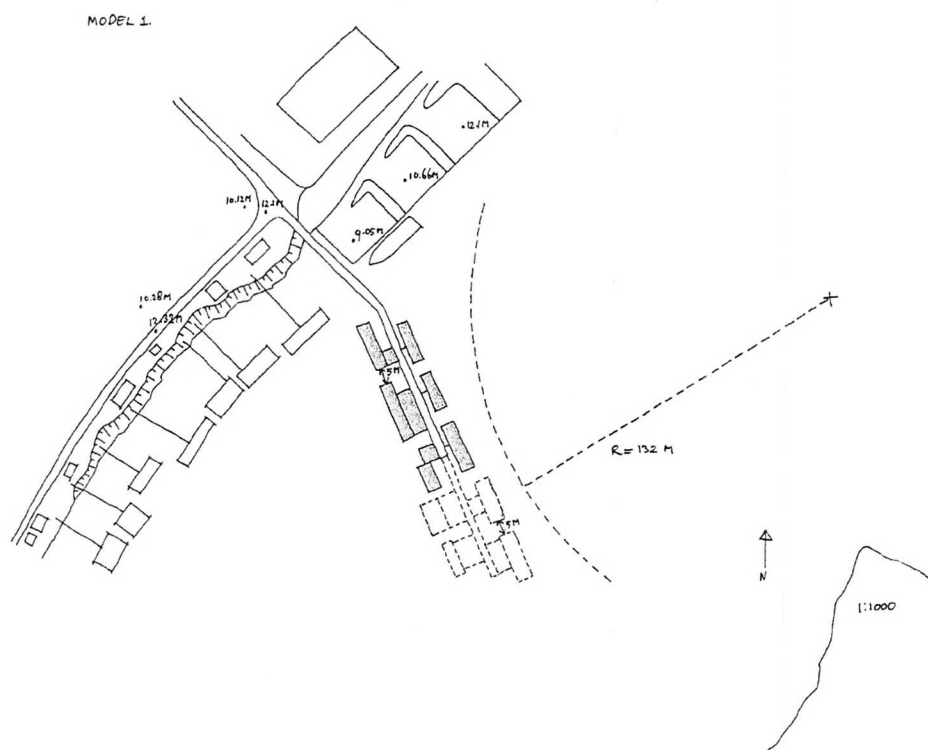 MODEL 1.
12.1M
10.66M
10.12M
12.1M
9.05M
10.28M
12.32M
5M
R = 132 M
5M
N
1:1000